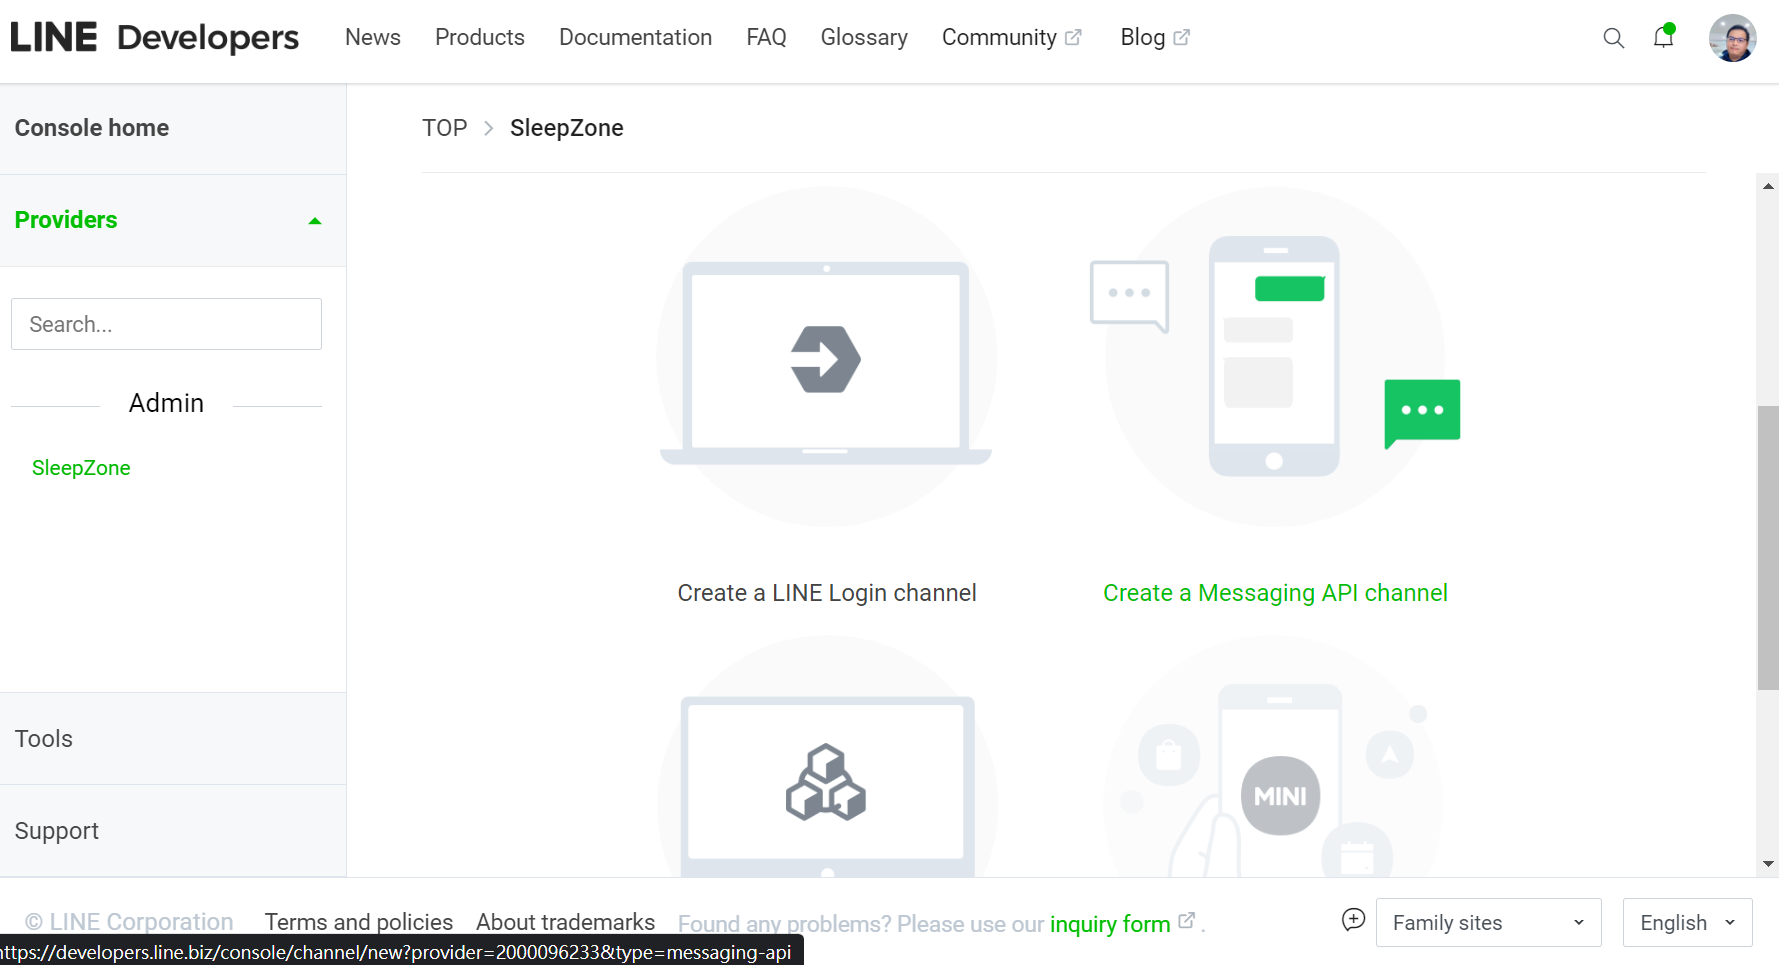 LINE Developers News Products Documentation FAQ Glossary Community Blog
Console home
TOP > SleepZone
Providers
Search...
Admin
SleepZone
Create a LINE Login channel
Create a Messaging API channel
MINI
Tools
Support
© LINE Corporation Terms and policies About trademarks Found any problems? Please use our inquiry form .
Family sites
English
https://developers.line.biz/console/channel/new?provider=2000096233&type=messaging-api